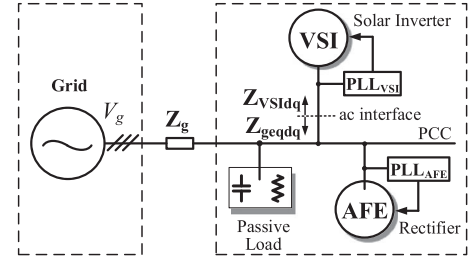 Solar Inverter
VSI
PLL_VSI
Grid
V_g
Z_g
Z_VSIdq
ac interface
Z_geqdq
PCC
PLL_AFE
AFE
Rectifier
Passive
Load